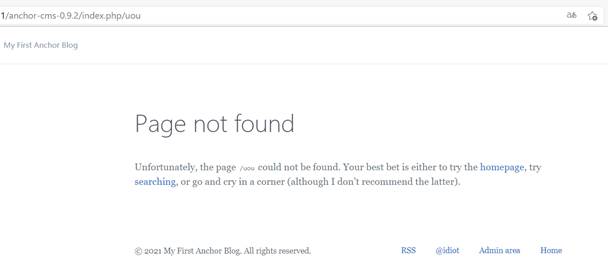 1/anchor-cms-0.9.2/index.php/uou
My First Anchor Blog
Page not found
Unfortunately, the page /uou could not be found. Your best bet is either to try the homepage, try
searching, or go and cry in a corner (although I don't recommend the latter).
© 2021 My First Anchor Blog. All rights reserved. RSS @idiot Admin area Home